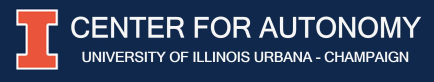 I CENTER FOR AUTONOMY
UNIVERSITY OF ILLINOIS URBANA - CHAMPAIGN